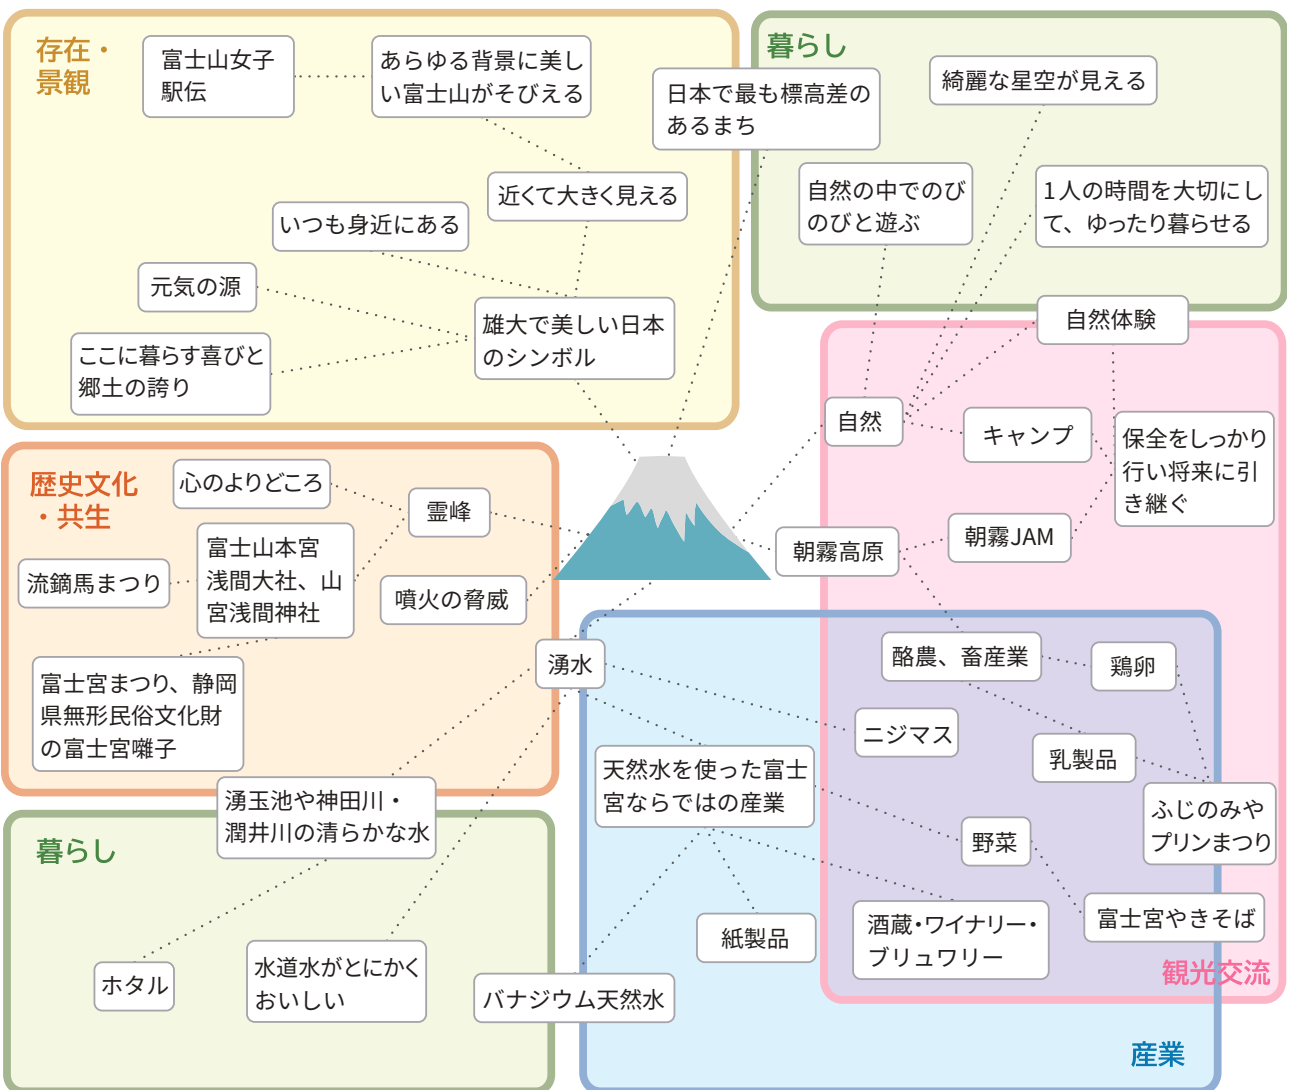 存在・
景観
富士山女子
駅伝
あらゆる背景に美し
い富士山がそびえる
近くて大きく見える
いつも身近にある
元気の源
ここに暮らす喜びと
郷土の誇り
雄大で美しい日本
のシンボル
日本で最も標高差の
あるまち
暮らし
綺麗な星空が見える
自然の中でのび
のびと遊ぶ
1人の時間を大切にし
て、ゆったり暮らせる
自然体験
自然
キャンプ
保全をしっかり
行い将来に引
き継ぐ
朝霧JAM
朝霧高原
歴史文化
・共生
心のよりどころ
霊峰
富士山本宮
浅間大社、山
宮浅間神社
流鏑馬まつり
噴火の脅威
富士宮まつり、静岡
県無形民俗文化財
の富士宮囃子
湧水
湧玉池や神田川・
潤井川の清らかな水
暮らし
ホタル
水道水がとにかく
おいしい
バナジウム天然水
天然水を使った富士
宮ならではの産業
紙製品
酪農、畜産業
鶏卵
ニジマス
乳製品
ふじのみや
プリンまつり
野菜
富士宮やきそば
酒蔵・ワイナリー・
ブリュワリー
観光交流
産業